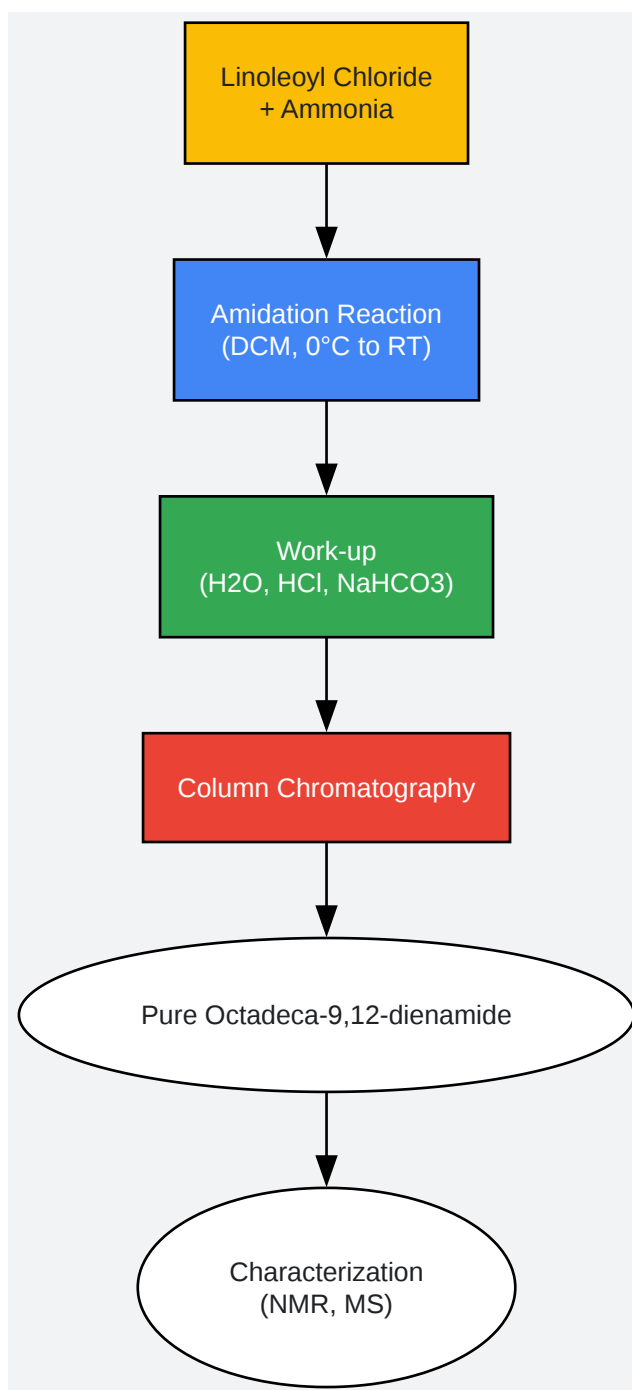 Linoleoyl Chloride
+ Ammonia
Amidation Reaction
(DCM, 0°C to RT)
Work-up
(H2O, HCl, NaHCO3)
Column Chromatography
Pure Octadeca-9,12-dienamide
Characterization
(NMR, MS)